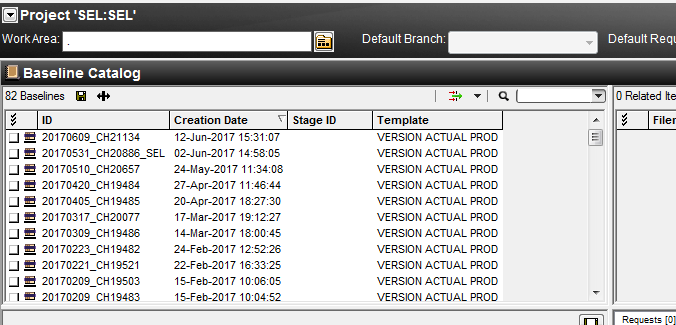 Project 'SEL:SEL'
Work Area: . Default Branch: Default Requ
Baseline Catalog
82 Baselines 0 Related Ite
ID Creation Date Stage ID Template Filen
20170609_CH21134 12-Jun-2017 15:31:07 VERSION ACTUAL PROD
20170531_CH20886_SEL 02-Jun-2017 14:58:05 VERSION ACTUAL PROD
20170510_CH20657 24-May-2017 11:34:08 VERSION ACTUAL PROD
20170420_CH19484 27-Apr-2017 11:46:44 VERSION ACTUAL PROD
20170405_CH19485 20-Apr-2017 18:27:30 VERSION ACTUAL PROD
20170317_CH20077 17-Mar-2017 19:12:27 VERSION ACTUAL PROD
20170309_CH19486 14-Mar-2017 18:00:45 VERSION ACTUAL PROD
20170223_CH19482 24-Feb-2017 12:52:26 VERSION ACTUAL PROD
20170221_CH19521 22-Feb-2017 16:33:25 VERSION ACTUAL PROD
20170209_CH19503 15-Feb-2017 10:06:05 VERSION ACTUAL PROD
20170209_CH19483 15-Feb-2017 10:04:52 VERSION ACTUAL PROD
Requests [0]